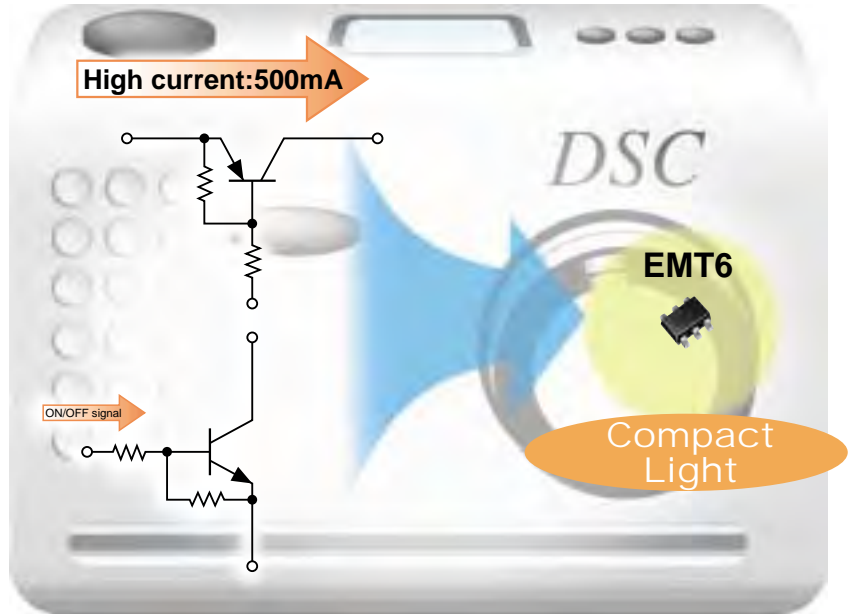 High current:500mA
DSC
EMT6
ON/OFF signal
Compact
Light